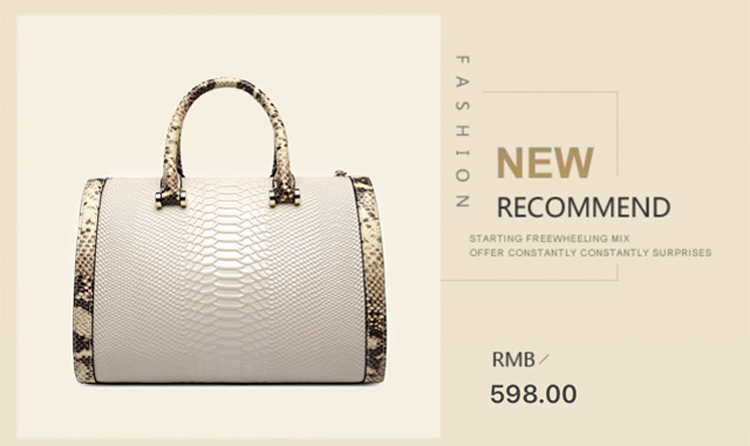 FASHION
NEW
RECOMMEND
STARTING FREEWHEELING MIX
OFFER CONSTANTLY CONSTANTLY SURPRISES
RMB/
598.00